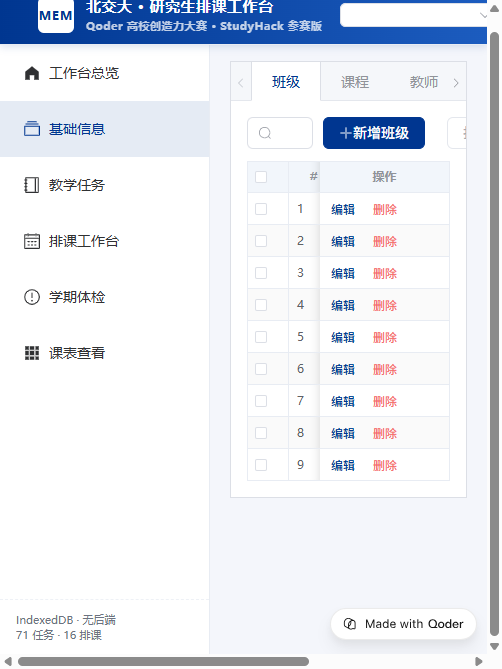 MEM
北交大 • 研究生排课工作台
Qoder 高校创造力大赛 • StudyHack 参赛版
工作台总览
基础信息
教学任务
排课工作台
学期体检
课表查看
班级 课程 教师
+新增班级
# 操作
1 编辑 删除
2 编辑 删除
3 编辑 删除
4 编辑 删除
5 编辑 删除
6 编辑 删除
7 编辑 删除
8 编辑 删除
9 编辑 删除
IndexedDB · 无后端
71 任务 · 16 排课
Made with Qoder